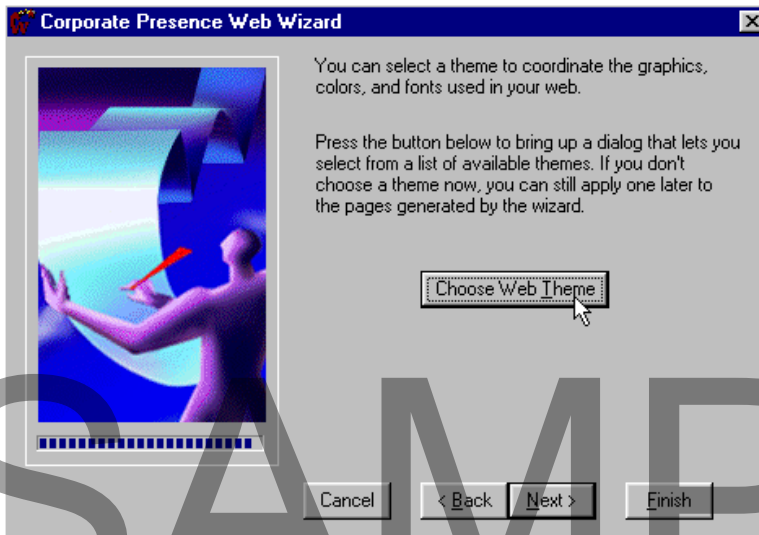 Corporate Presence Web Wizard
You can select a theme to coordinate the graphics,
colors, and fonts used in your web.
Press the button below to bring up a dialog that lets you
select from a list of available themes. If you don't
choose a theme now, you can still apply one later to
the pages generated by the wizard.
Choose Web Theme
Cancel
< Back
Next >
Finish
SAMP